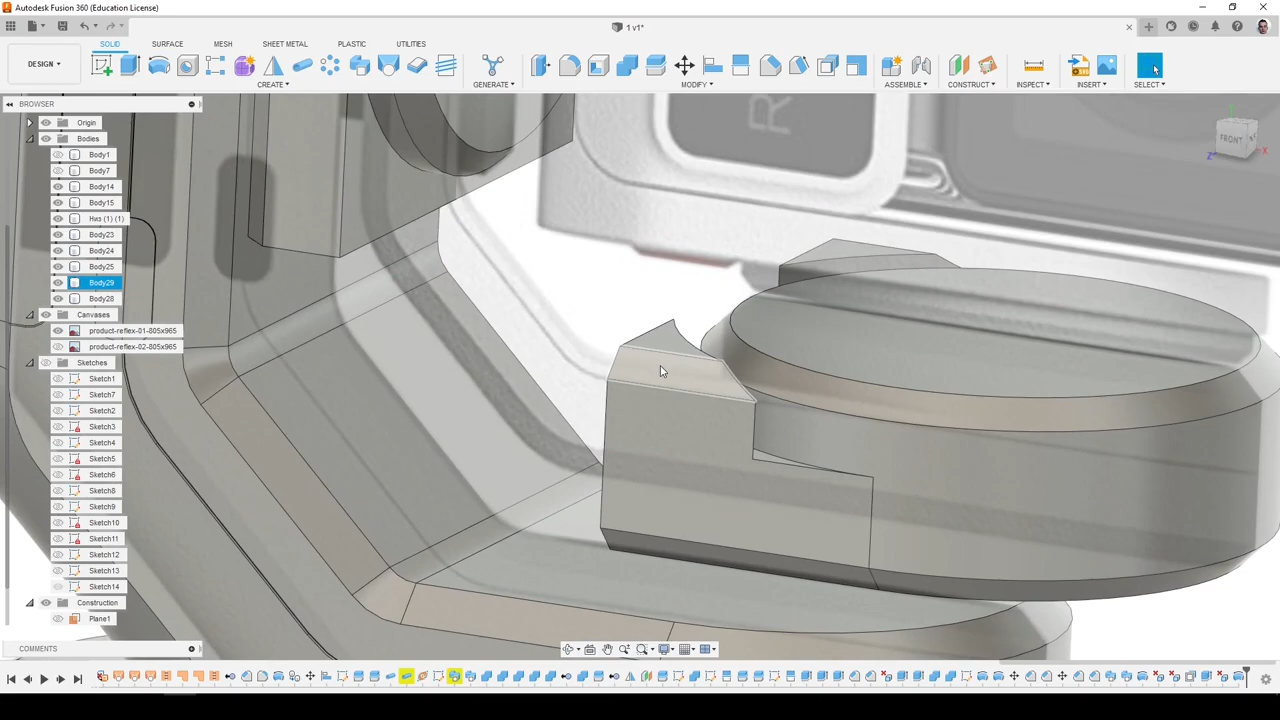 Autodesk Fusion 360 (Education License)
1 v1*
SOLID
SURFACE
MESH
SHEET METAL
PLASTIC
UTILITIES
DESIGN
CREATE
GENERATE
MODIFY
ASSEMBLE
CONSTRUCT
INSPECT
INSERT
SELECT
BROWSER
Origin
Bodies
Body1
Body7
Body14
Body15
Низ (1) (1)
Body23
Body24
Body25
Body29
Body28
Canvases
product-reflex-01-805x965
product-reflex-02-805x965
Sketches
Sketch1
Sketch7
Sketch2
Sketch3
Sketch4
Sketch5
Sketch6
Sketch8
Sketch9
Sketch10
Sketch11
Sketch12
Sketch13
Sketch14
Construction
Plane1
COMMENTS
R
FRONT
Z
X